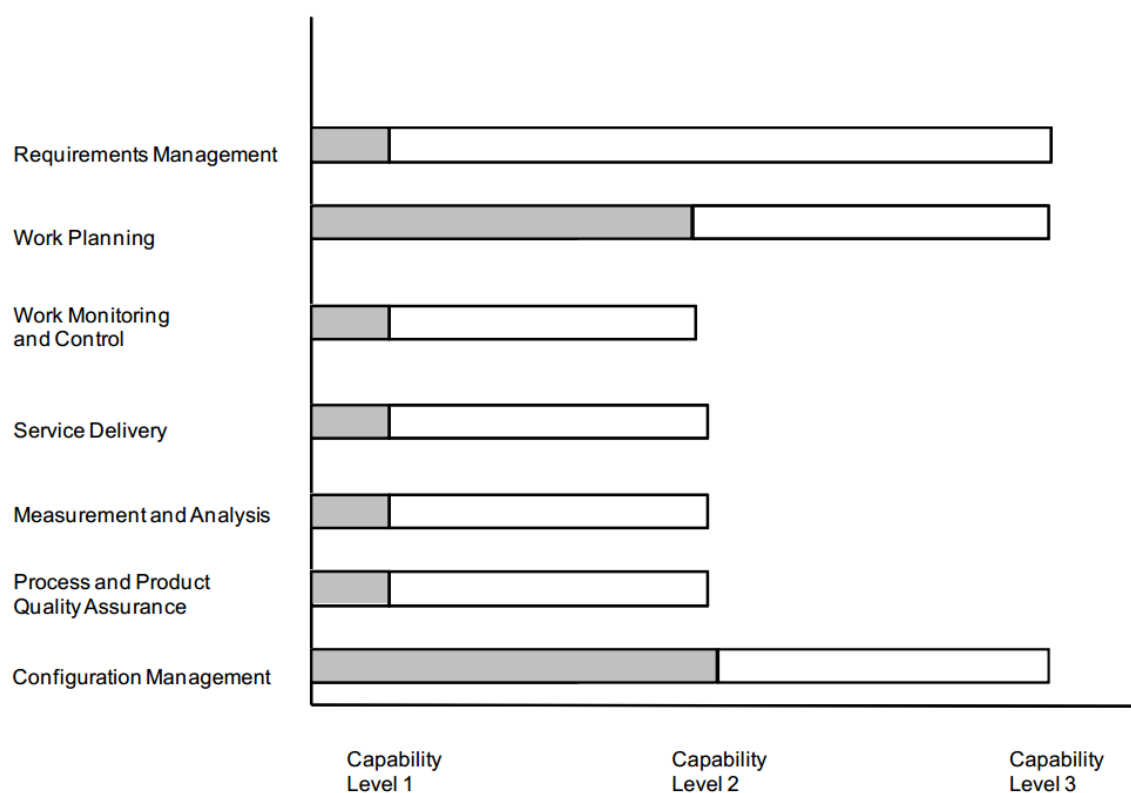 Requirements Management
Work Planning
Work Monitoring
and Control
Service Delivery
Measurement and Analysis
Process and Product
Quality Assurance
Configuration Management
Capability
Level 1
Capability
Level 2
Capability
Level 3